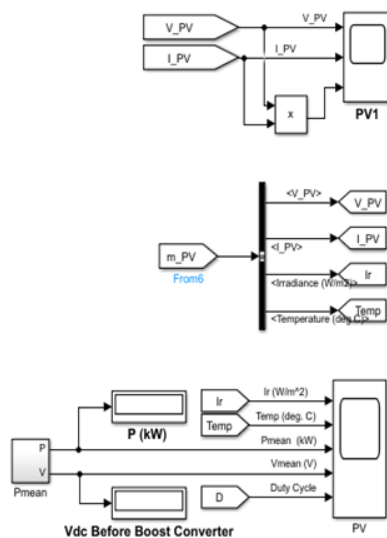 V_PV
V_PV
I_PV
I_PV
x
PV1
<V_PV>
V_PV
<I_PV>
I_PV
m_PV
From6
Ir
<Irradiance (W/m2)>
Temp
<Temperature (deg. C)>
Ir (W/m^2)
Ir
P (kW)
Temp (deg. C)
Temp
Pmean (kW)
P
V
Vmean (V)
Pmean
D
Duty Cycle
PV
Vdc Before Boost Converter